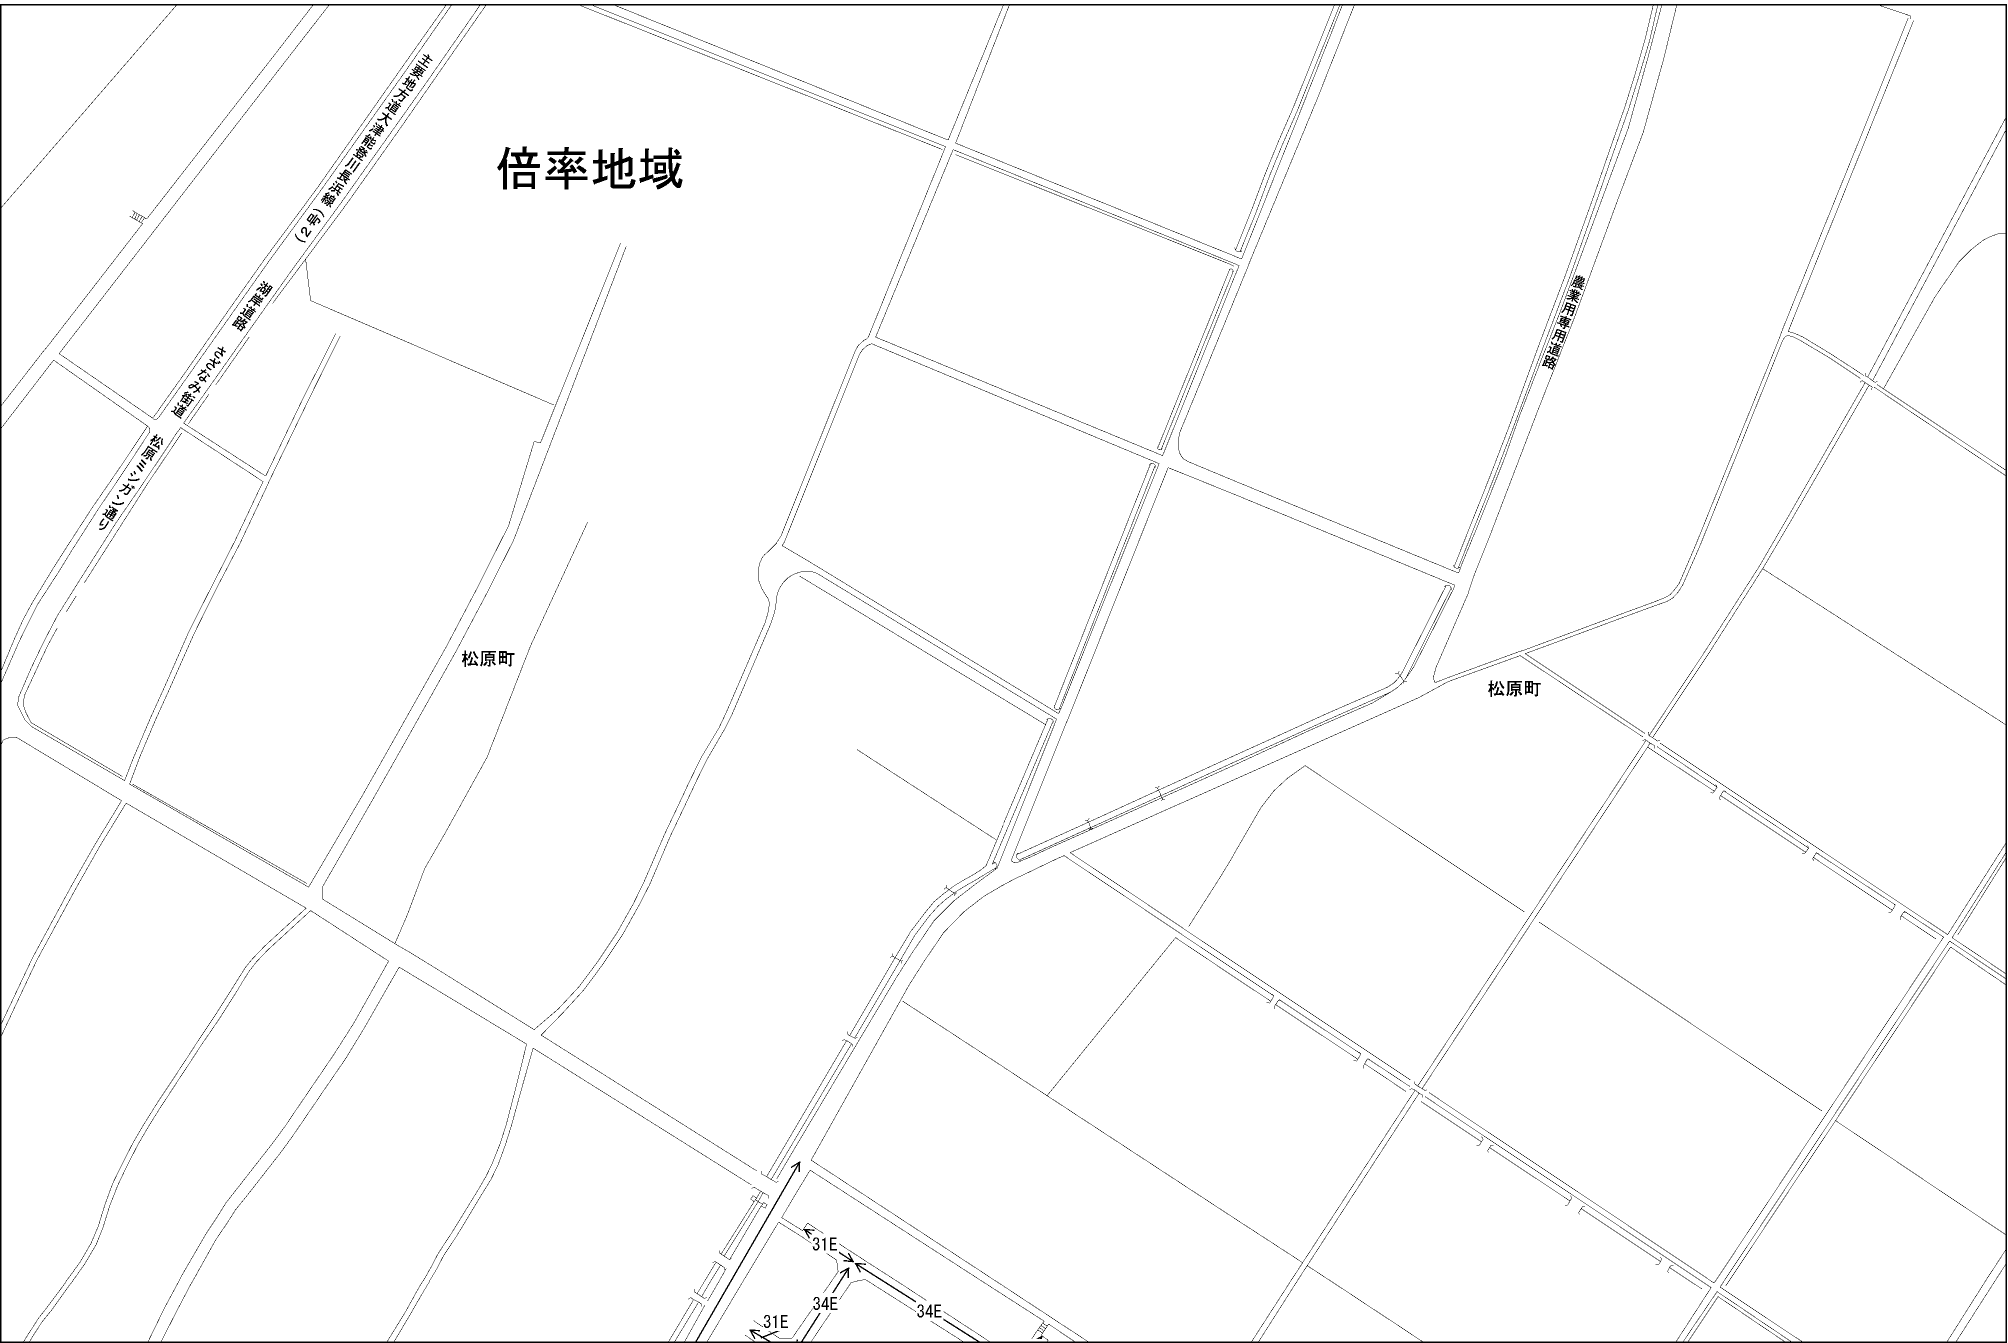 主要地方道大津能登川長浜線(2号)
倍率地域
湖岸道路
さざなみ街道
松原ミシガン通り
農業用専用道路
松原町
松原町
31E
34E
34E
31E